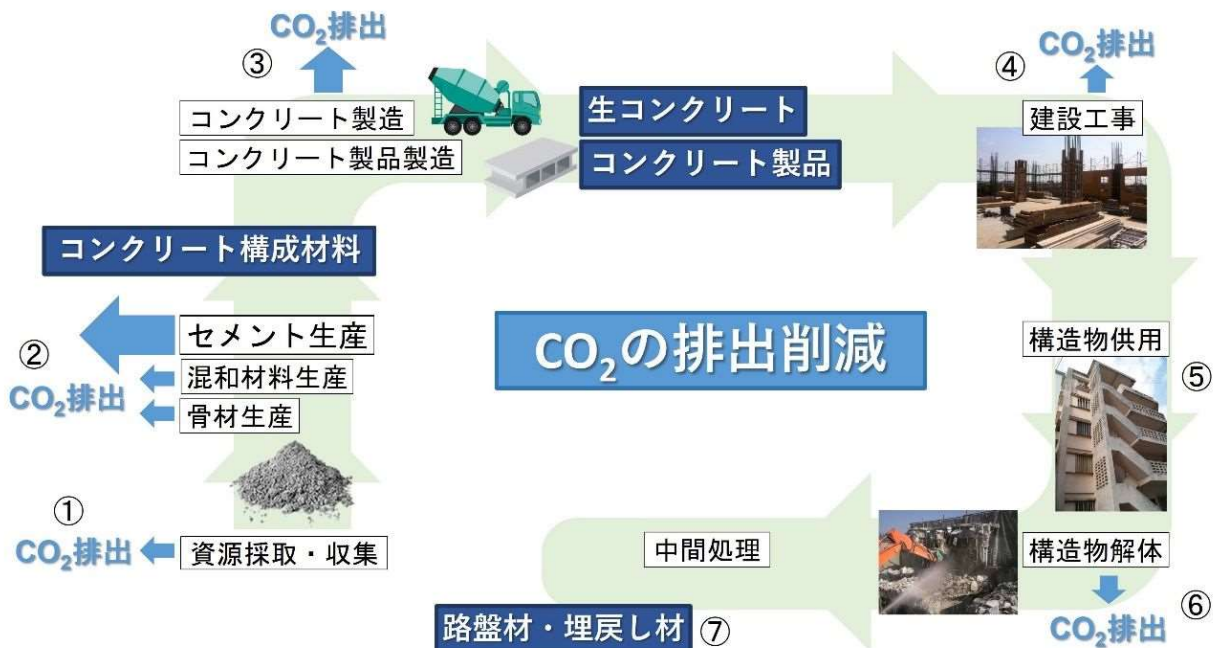 CO₂排出
③
コンクリート製造
コンクリート製品製造
生コンクリート
コンクリート製品
CO₂排出
④
建設工事
コンクリート構成材料
セメント生産
②
混和材料生産
CO₂排出
骨材生産
CO₂の排出削減
構造物供用
⑤
①
CO₂排出
資源採取・収集
中間処理
構造物解体
⑥
CO₂排出
路盤材・埋戻し材
⑦